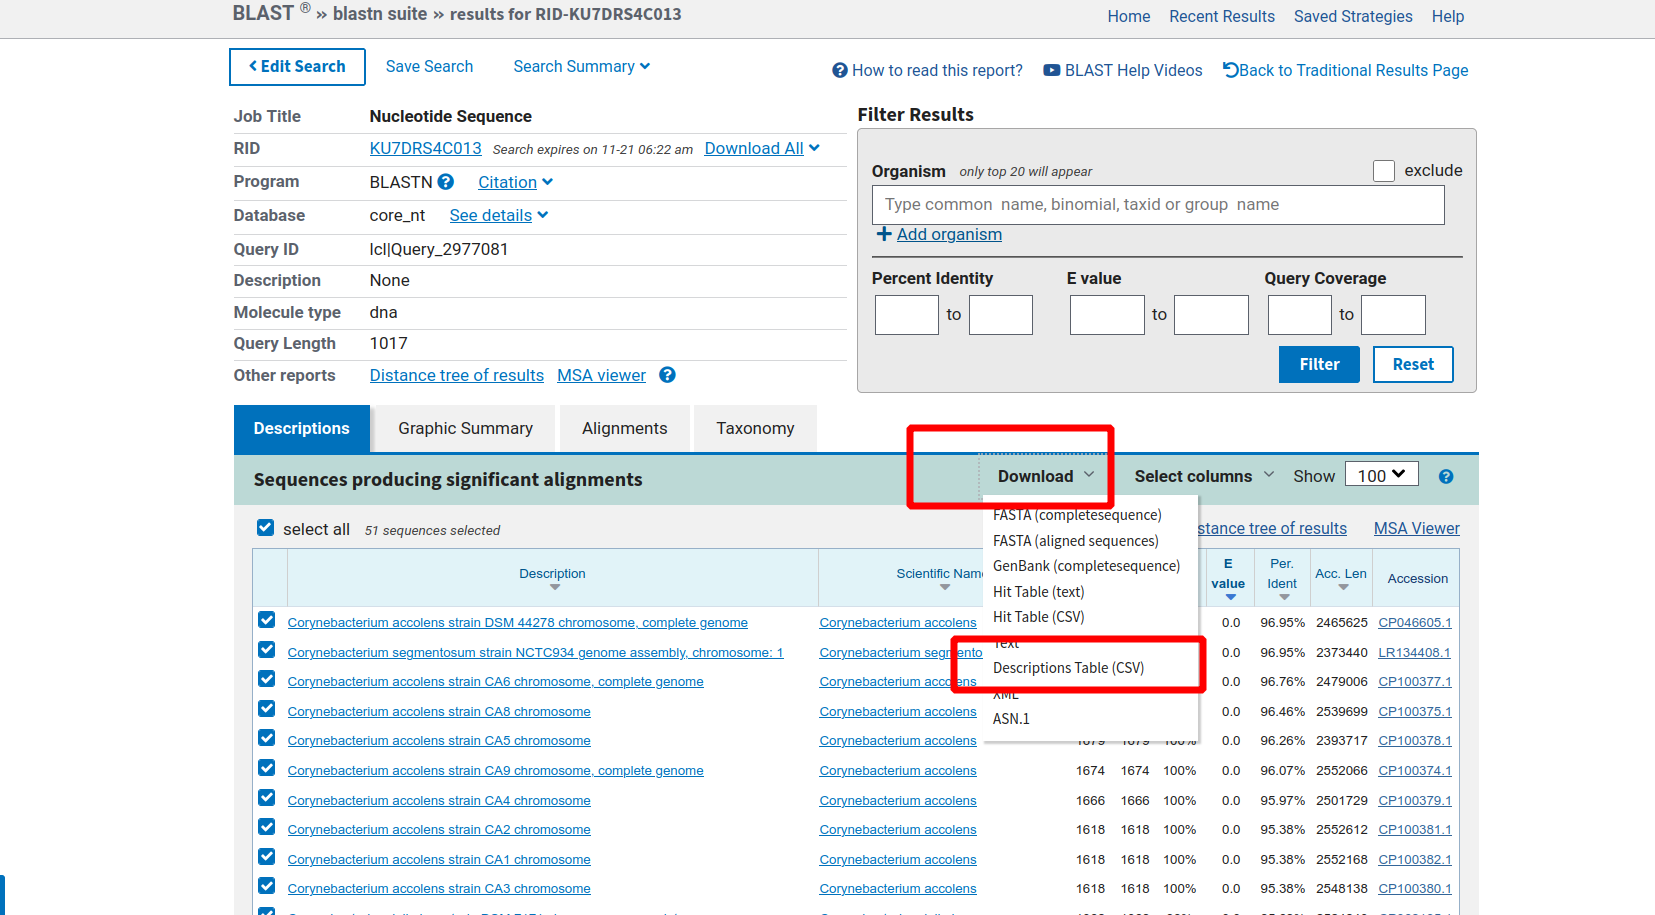 BLAST ® » blastn suite » results for RID-KU7DRS4C013
Home Recent Results Saved Strategies Help
Edit Search Save Search Search Summary
How to read this report? BLAST Help Videos Back to Traditional Results Page
Job Title Nucleotide Sequence
RID KU7DRS4C013 Search expires on 11-21 06:22 am Download All
Program BLASTN ? Citation
Database core_nt See details
Query ID lcl|Query_2977081
Description None
Molecule type dna
Query Length 1017
Other reports Distance tree of results MSA viewer ?
Filter Results
Organism only top 20 will appear exclude
Type common name, binomial, taxid or group name
+ Add organism
Percent Identity E value Query Coverage
to to to
Filter Reset
Descriptions Graphic Summary Alignments Taxonomy
Sequences producing significant alignments Download Select columns Show 100 ?
select all 51 sequences selected
stance tree of results MSA Viewer
FASTA (completesequence)
FASTA (aligned sequences)
GenBank (completesequence)
Hit Table (text)
Hit Table (CSV)
Text
Descriptions Table (CSV)
XML
ASN.1
Description Scientific Name E value Per. Ident Acc. Len Accession
Corynebacterium accolens strain DSM 44278 chromosome, complete genome Corynebacterium accolens 0.0 96.95% 2465625 CP046605.1
Corynebacterium segmentosum strain NCTC934 genome assembly, chromosome: 1 Corynebacterium segmento 0.0 96.95% 2373440 LR134408.1
Corynebacterium accolens strain CA6 chromosome, complete genome Corynebacterium accolens 0.0 96.76% 2479006 CP100377.1
Corynebacterium accolens strain CA8 chromosome Corynebacterium accolens 0.0 96.46% 2539699 CP100375.1
Corynebacterium accolens strain CA5 chromosome Corynebacterium accolens 1679 1679 100% 0.0 96.26% 2393717 CP100378.1
Corynebacterium accolens strain CA9 chromosome, complete genome Corynebacterium accolens 1674 1674 100% 0.0 96.07% 2552066 CP100374.1
Corynebacterium accolens strain CA4 chromosome Corynebacterium accolens 1666 1666 100% 0.0 95.97% 2501729 CP100379.1
Corynebacterium accolens strain CA2 chromosome Corynebacterium accolens 1618 1618 100% 0.0 95.38% 2552612 CP100381.1
Corynebacterium accolens strain CA1 chromosome Corynebacterium accolens 1618 1618 100% 0.0 95.38% 2552168 CP100382.1
Corynebacterium accolens strain CA3 chromosome Corynebacterium accolens 1618 1618 100% 0.0 95.38% 2548138 CP100380.1